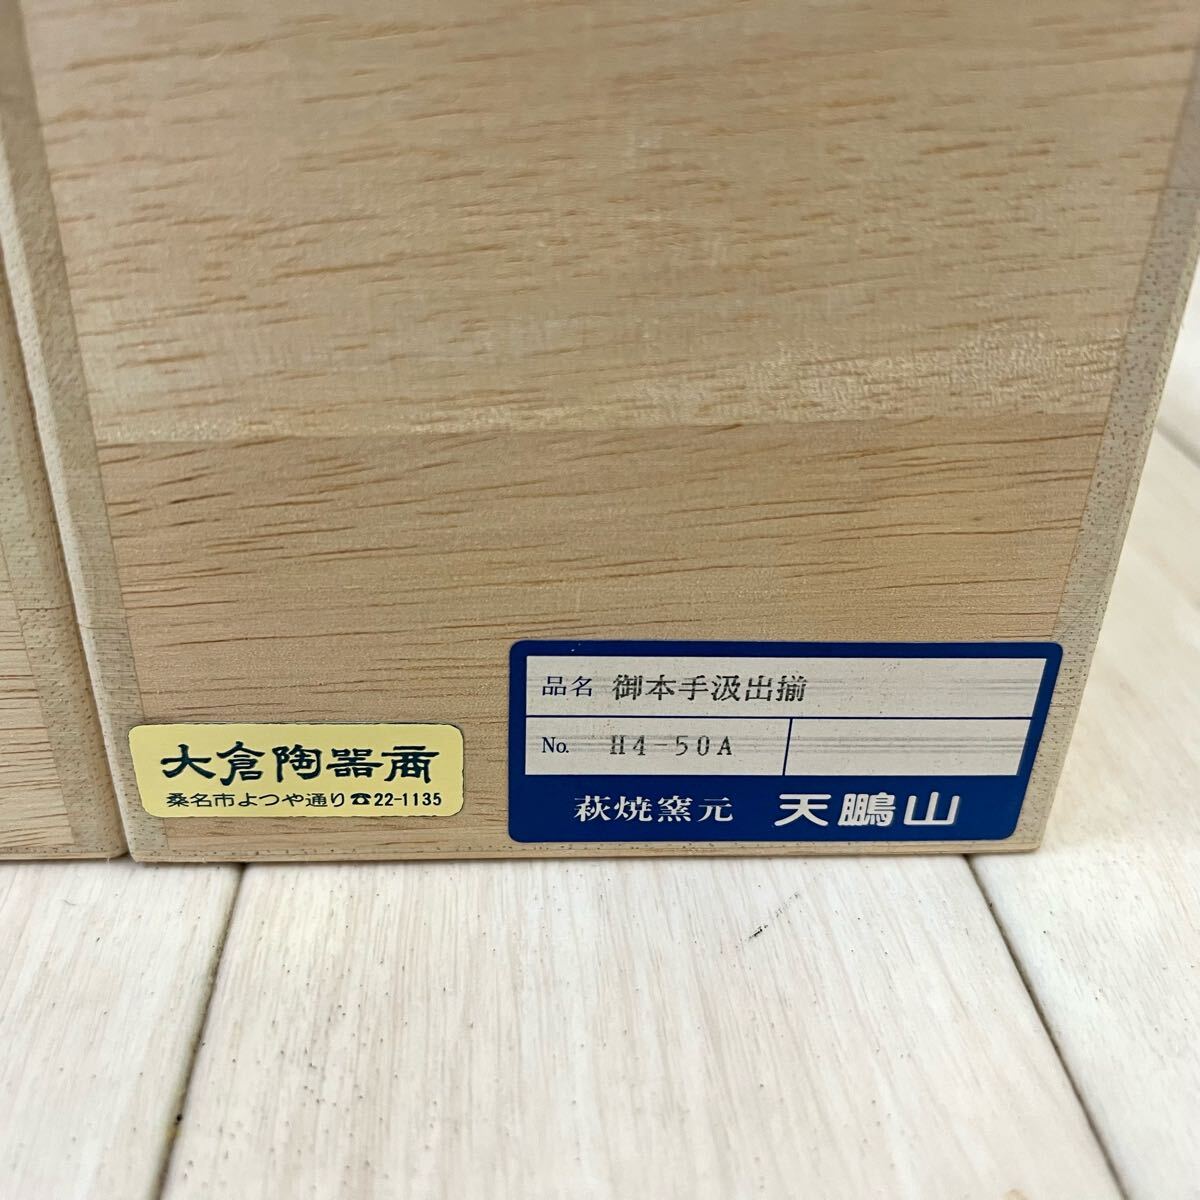 大倉陶器商
桑名市よつや通り☎22-1135
品名 御本手汲出揃
No. H4-50A
萩焼窯元 天鵬山